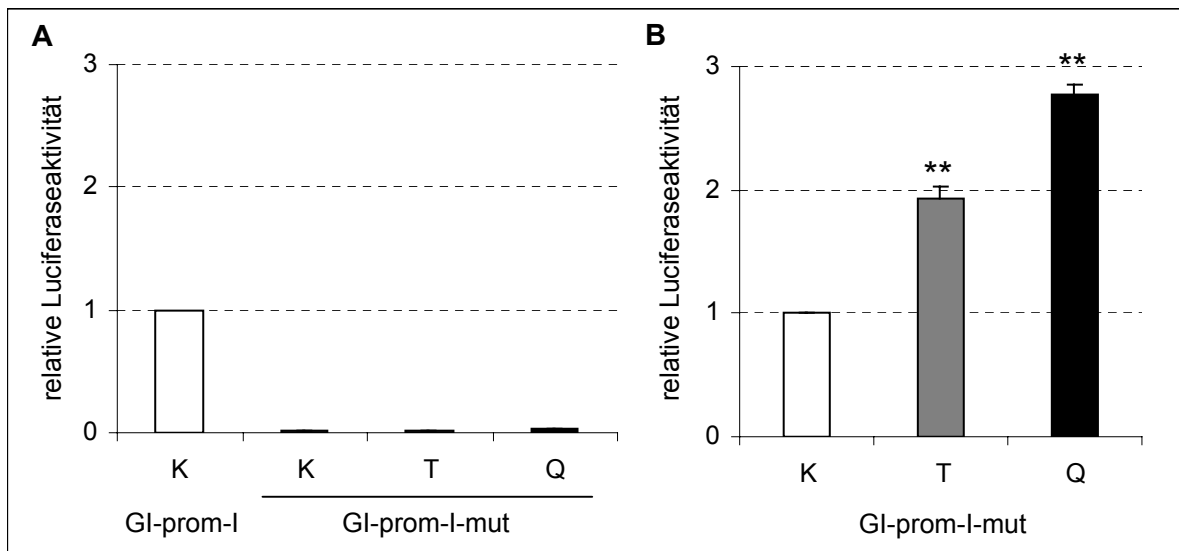 A
relative Luciferaseaktivität
3
2
1
0
K
K
T
Q
GI-prom-I
GI-prom-I-mut
B
relative Luciferaseaktivität
3
2
1
0
**
**
K
T
Q
GI-prom-I-mut